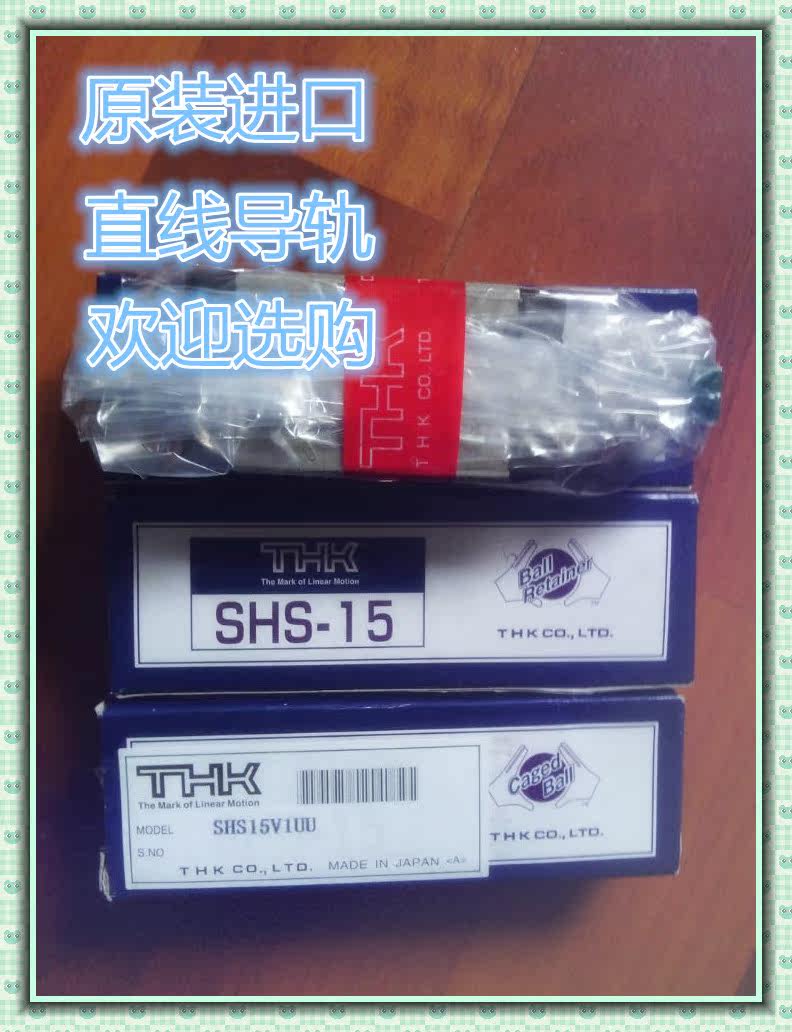 原装进口
直线导轨
欢迎选购
THK
THK CO. LTD
THK
The Mark of Linear Motion
SHS-15
Ball
Retainer
THK CO., LTD.
THK
The Mark of Linear Motion
MODEL SHS15V1UU
S.NO
THK CO., LTD. MADE IN JAPAN <A>
Caged
Ball
THK CO., LTD.